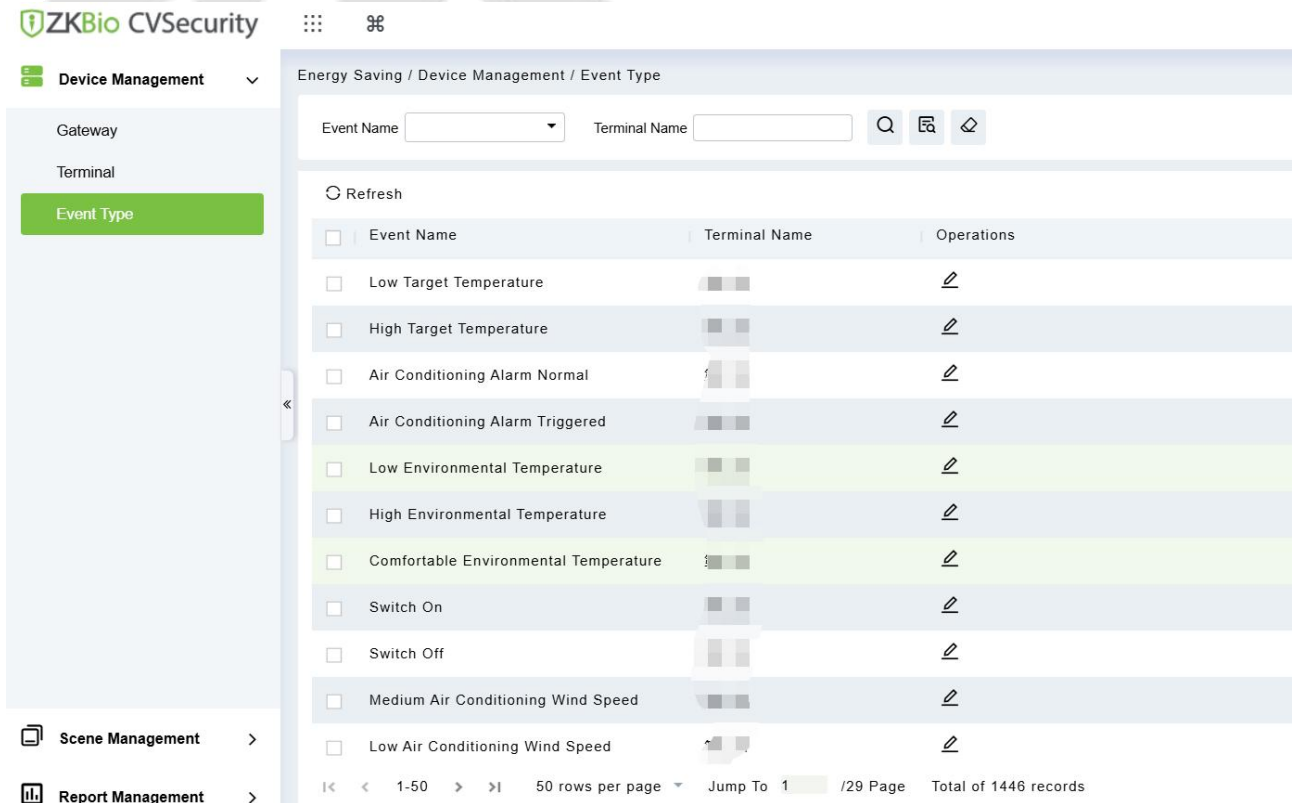 ZKBio CVSecurity
Device Management
Gateway
Terminal
Event Type
Scene Management
Report Management
Energy Saving / Device Management / Event Type
Event Name Terminal Name
Refresh
Event Name Terminal Name Operations
Low Target Temperature
High Target Temperature
Air Conditioning Alarm Normal
Air Conditioning Alarm Triggered
Low Environmental Temperature
High Environmental Temperature
Comfortable Environmental Temperature
Switch On
Switch Off
Medium Air Conditioning Wind Speed
Low Air Conditioning Wind Speed
1-50 50 rows per page Jump To 1 /29 Page Total of 1446 records